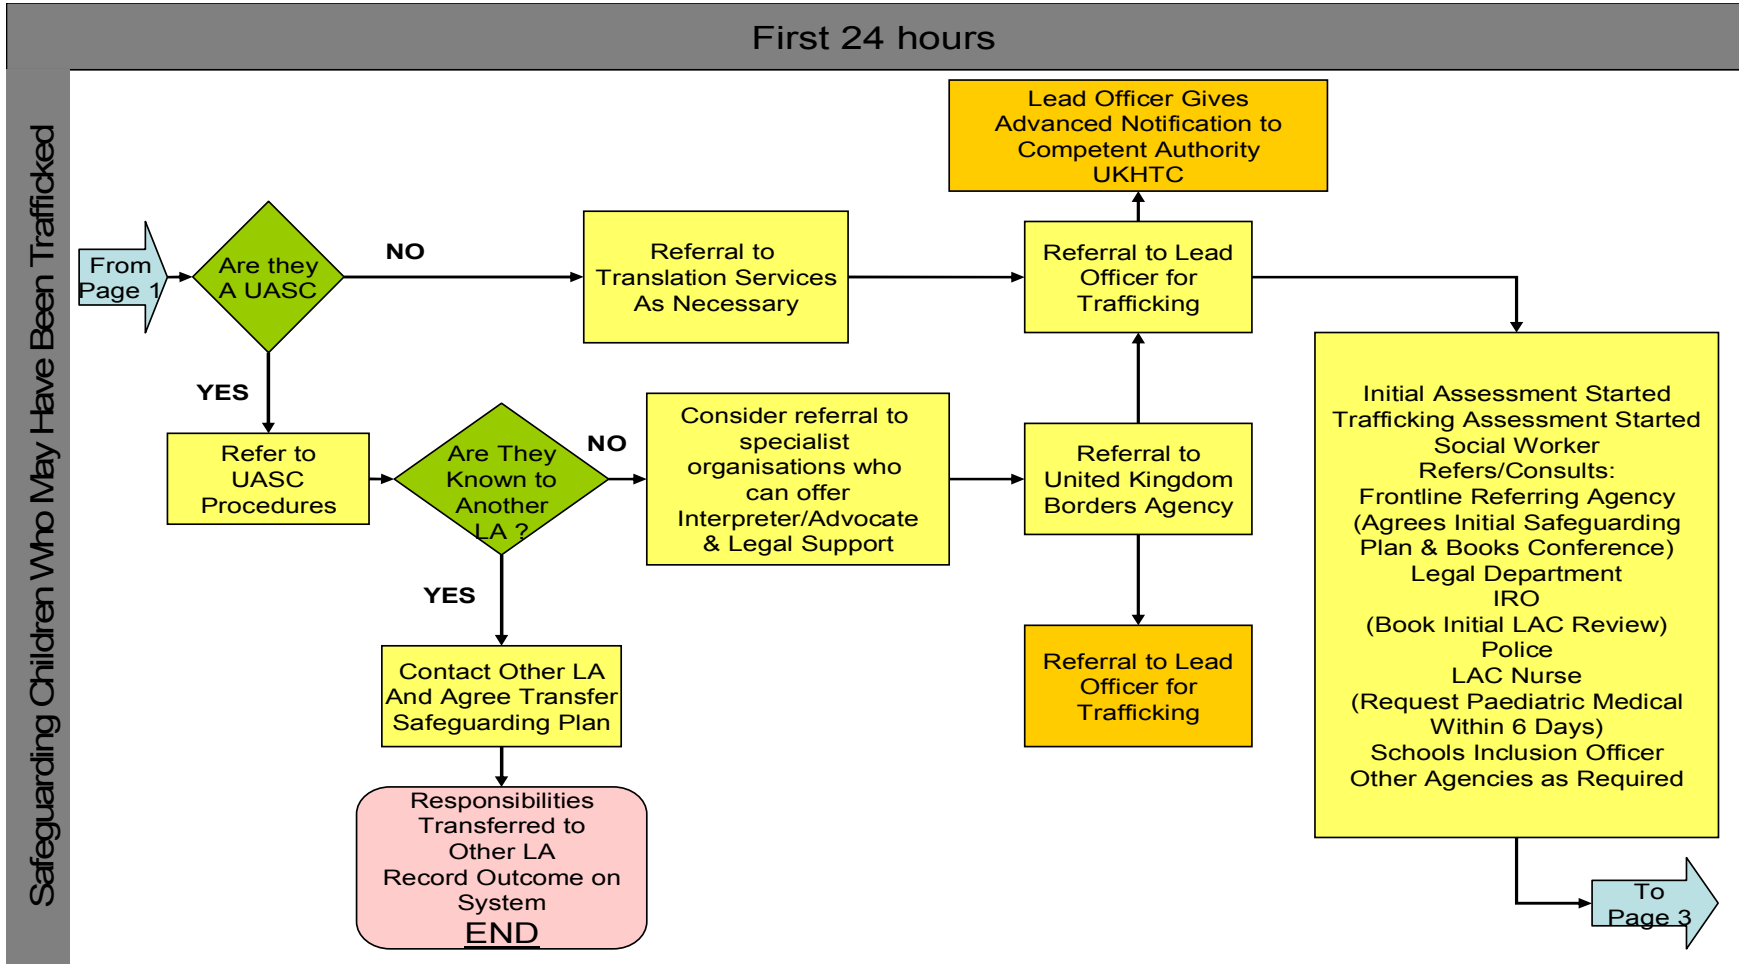 First 24 hours
Safeguarding Children Who May Have Been Trafficked
From
Page 1
Are they
A UASC
NO
YES
Referral to
Translation Services
As Necessary
Referral to Lead
Officer for
Trafficking
Lead Officer Gives
Advanced Notification to
Competent Authority
UKHTC
Refer to
UASC
Procedures
Are They
Known to
Another
LA ?
NO
YES
Consider referral to
specialist
organisations who
can offer
Interpreter/Advocate
& Legal Support
Referral to
United Kingdom
Borders Agency
Referral to Lead
Officer for
Trafficking
Contact Other LA
And Agree Transfer
Safeguarding Plan
Responsibilities
Transferred to
Other LA
Record Outcome on
System
END
Initial Assessment Started
Trafficking Assessment Started
Social Worker
Refers/Consults:
Frontline Referring Agency
(Agrees Initial Safeguarding
Plan & Books Conference)
Legal Department
IRO
(Book Initial LAC Review)
Police
LAC Nurse
(Request Paediatric Medical
Within 6 Days)
Schools Inclusion Officer
Other Agencies as Required
To
Page 3